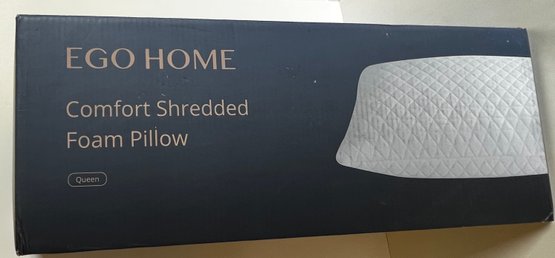 EGO HOME
Comfort Shredded
Foam Pillow
Queen